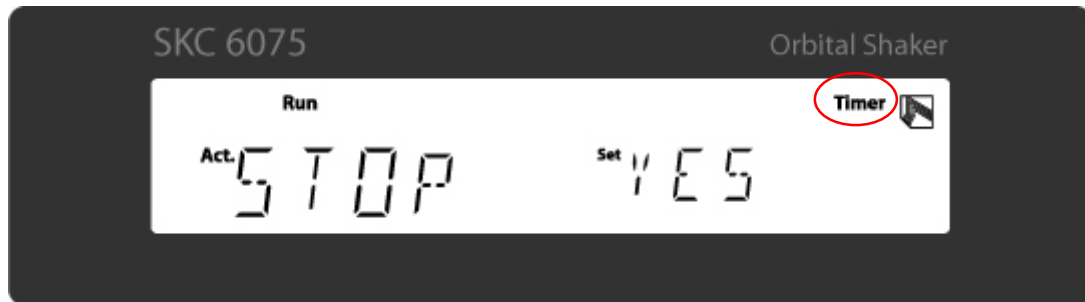 SKC 6075 Orbital Shaker
Run Timer
Act. STOP Set YES